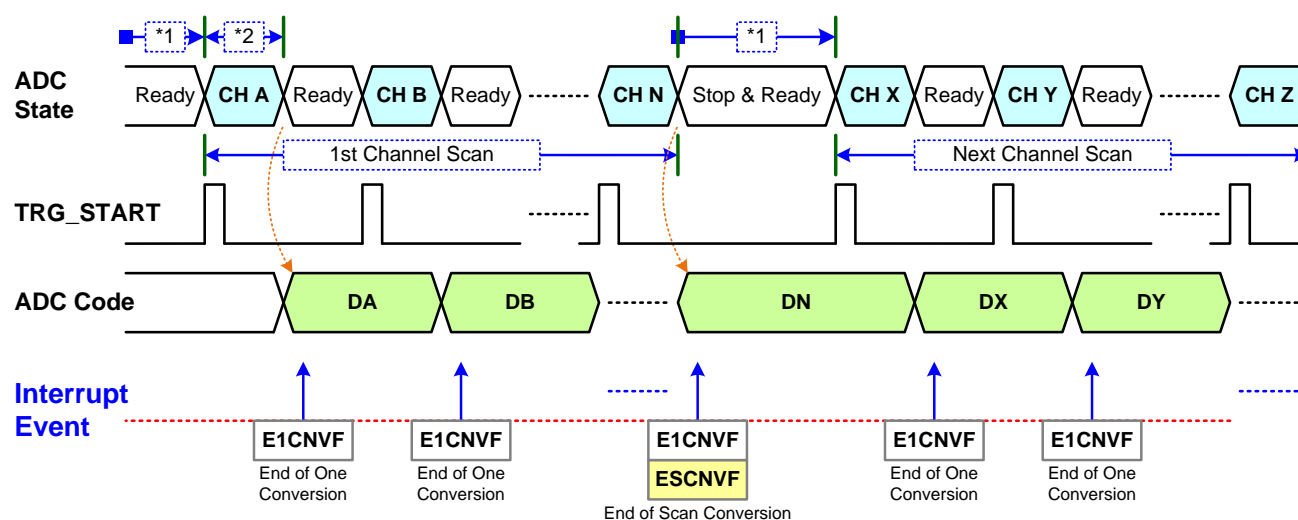 *1 *2 *1
ADC
State
Ready CH A Ready CH B Ready CH N Stop & Ready CH X Ready CH Y Ready CH Z
1st Channel Scan Next Channel Scan
TRG_START
ADC Code DA DB DN DX DY
Interrupt
Event
E1CNVF E1CNVF E1CNVF E1CNVF E1CNVF
End of One
Conversion
End of One
Conversion
ESCNVF
End of Scan Conversion
End of One
Conversion
End of One
Conversion